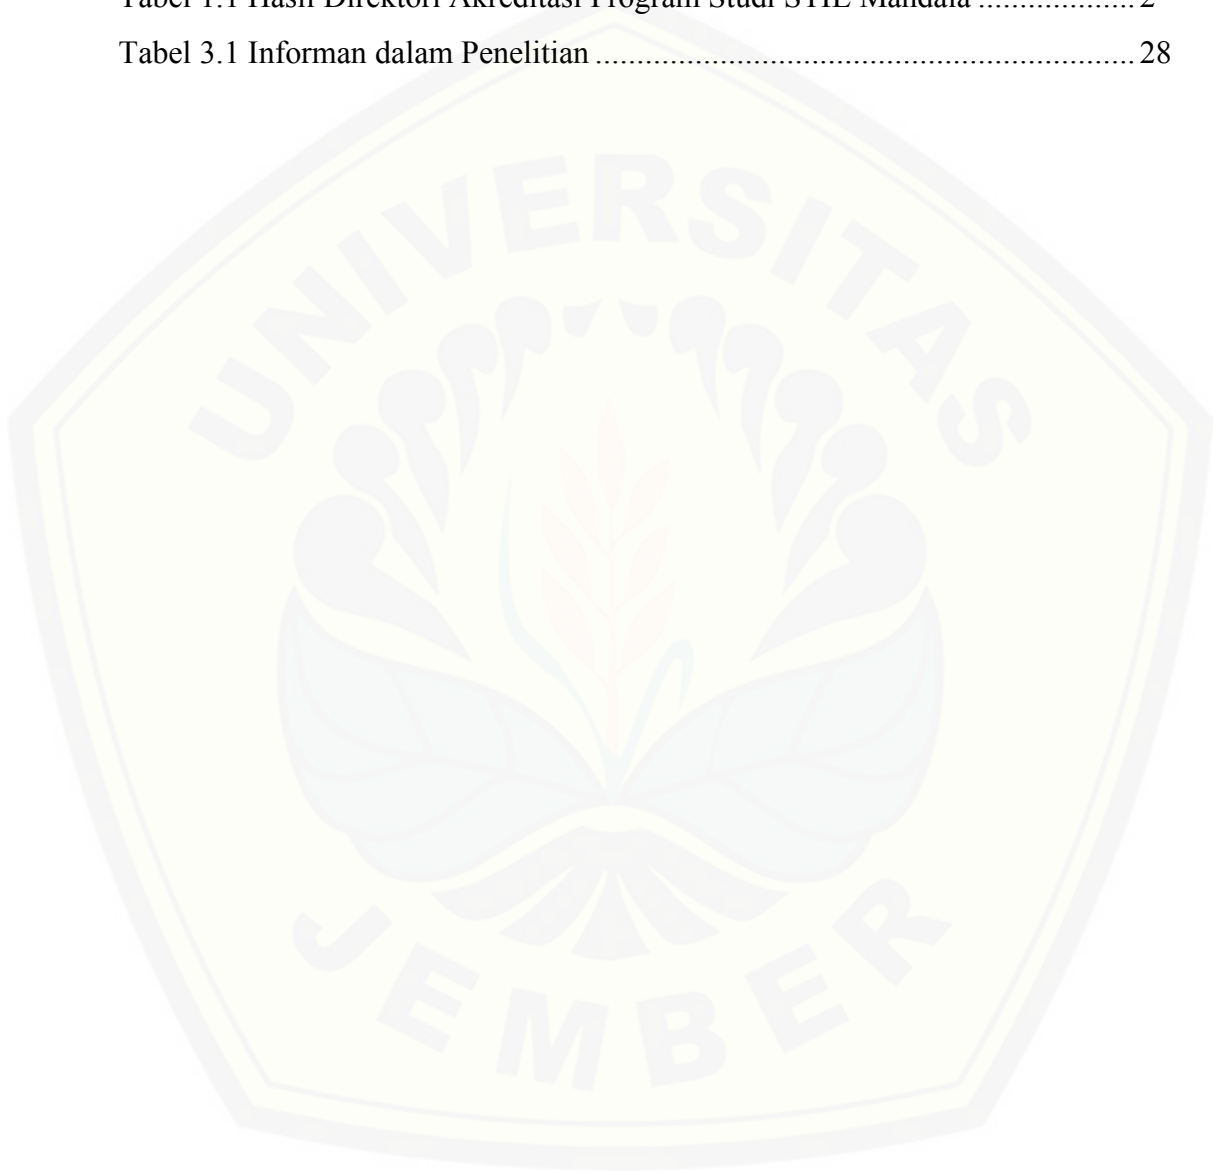 Tabel 1.1 Hasil Direktori Akreditasi Program Studi STIE Mandala ................... 2
Tabel 3.1 Informan dalam Penelitian ................................................................. 28
UNIVERSITAS
JEMBER